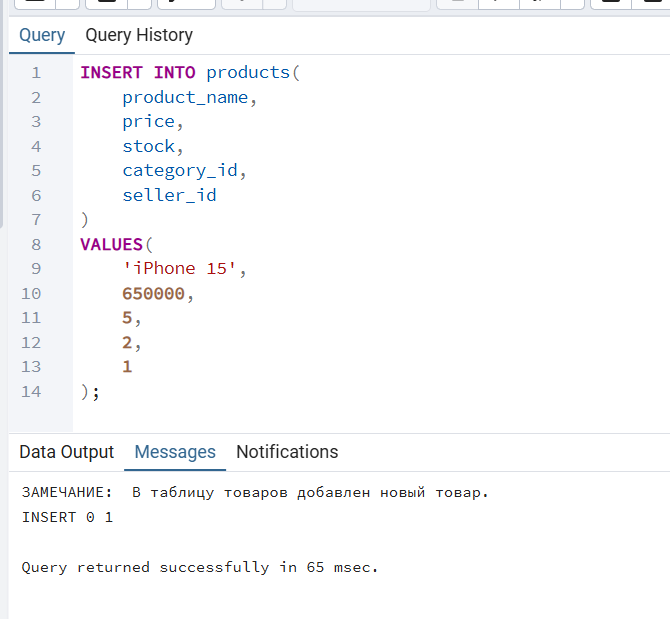 Query Query History
1 INSERT INTO products(
2 product_name,
3 price,
4 stock,
5 category_id,
6 seller_id
7 )
8 VALUES(
9 'iPhone 15',
10 650000,
11 5,
12 2,
13 1
14 );
Data Output Messages Notifications
ЗАМЕЧАНИЕ: В таблицу товаров добавлен новый товар.
INSERT 0 1
Query returned successfully in 65 msec.